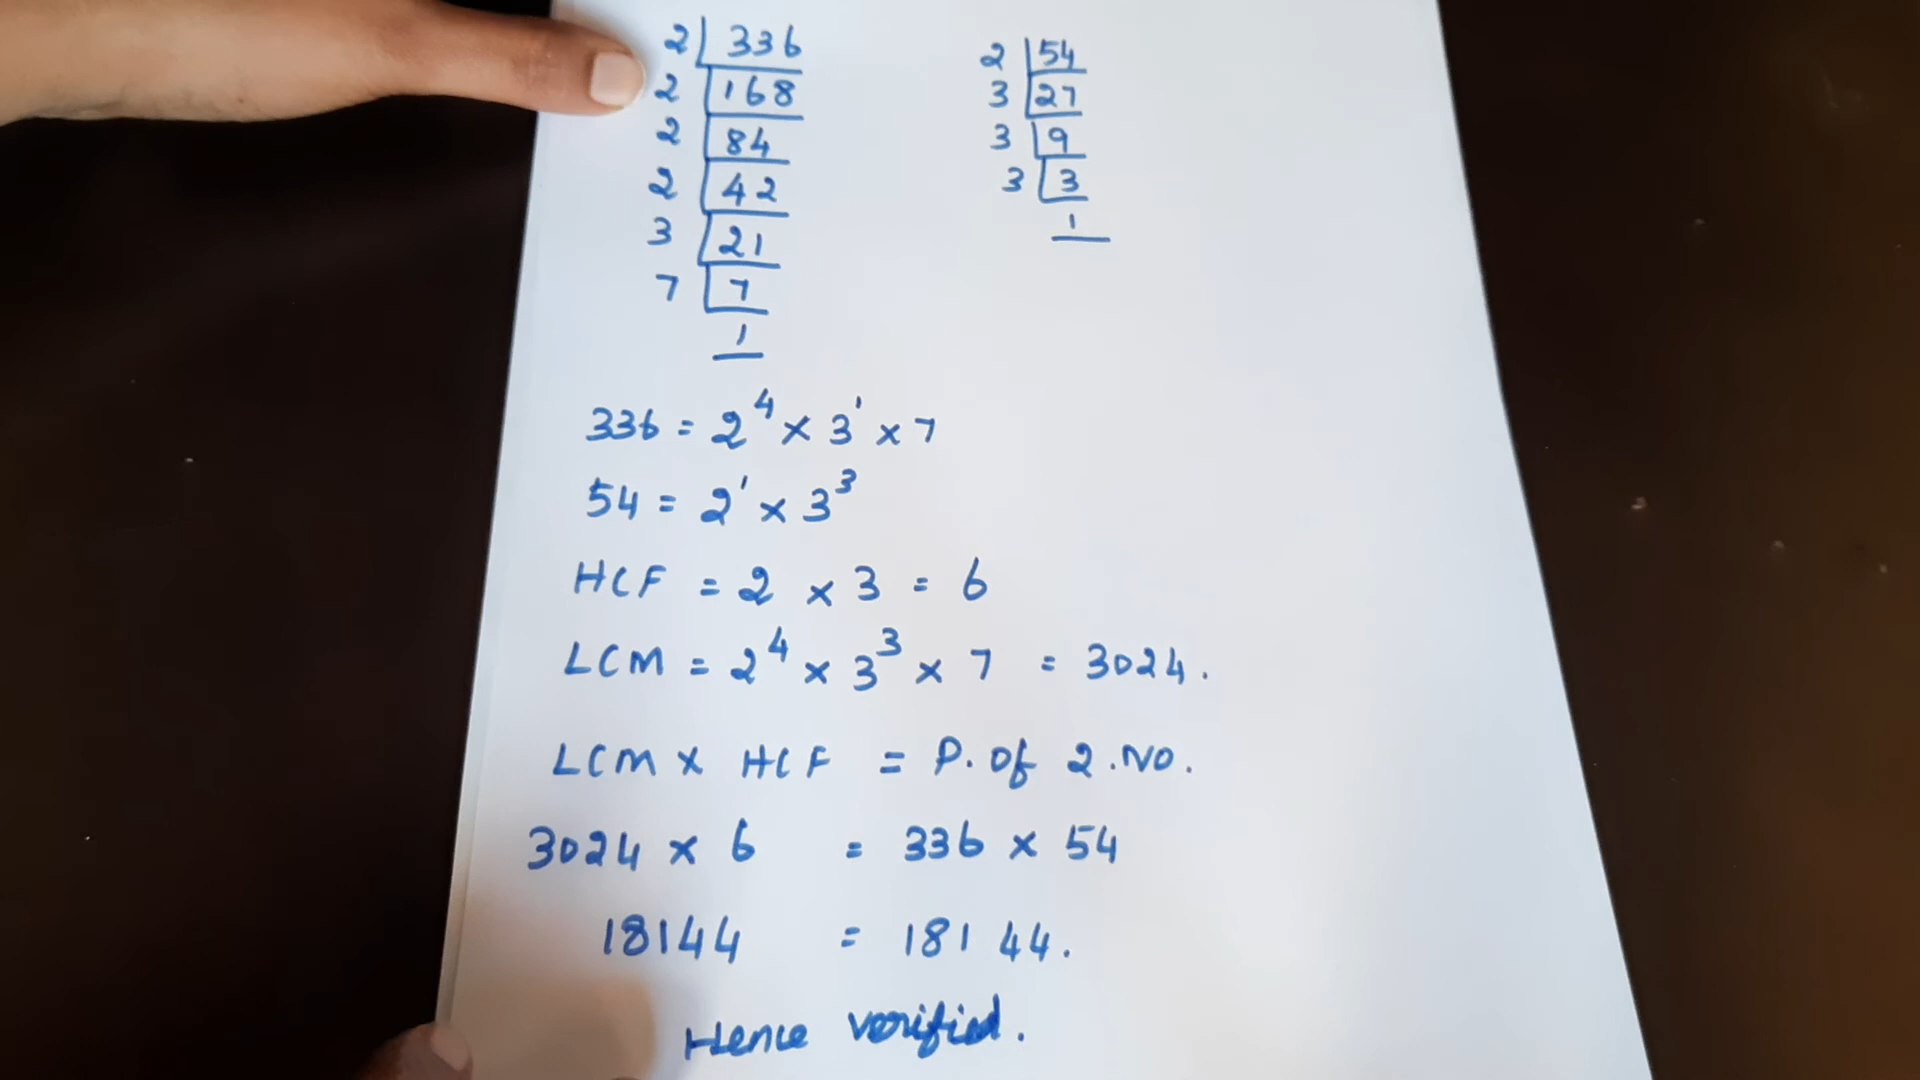 2 | 336
2 | 168
2 | 84
2 | 42
3 | 21
7 | 7
1
2 | 54
3 | 27
3 | 9
3 | 3
1
336 = 2⁴ × 3¹ × 7
54 = 2¹ × 3³
HCF = 2 × 3 = 6
LCM = 2⁴ × 3³ × 7 = 3024.
LCM × HCF = P. Of 2. NO.
3024 × 6 = 336 × 54
18144 = 18144.
Hence verified.